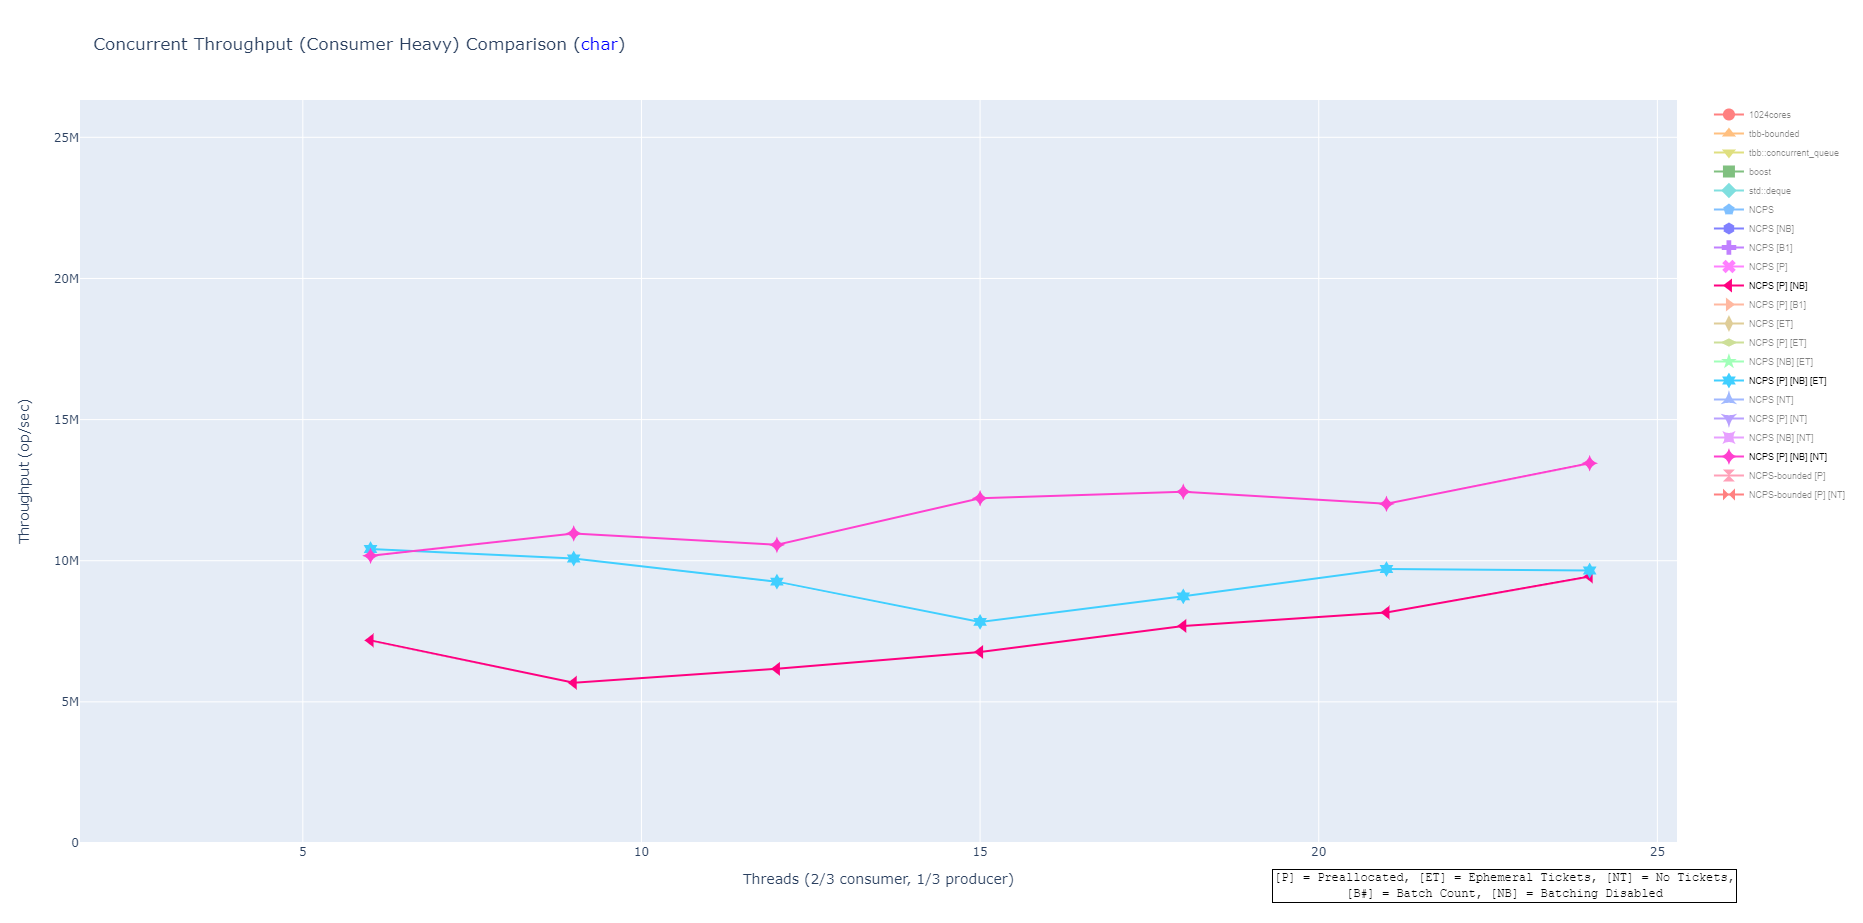 Concurrent Throughput (Consumer Heavy) Comparison (char)
25M
20M
15M
10M
5M
0
Throughput (op/sec)
5
10
15
20
25
Threads (2/3 consumer, 1/3 producer)
1024cores
tbb-bounded
tbb::concurrent_queue
boost
std::deque
NCPS
NCPS [NB]
NCPS [B1]
NCPS [P]
NCPS [P] [NB]
NCPS [P] [B1]
NCPS [ET]
NCPS [P] [ET]
NCPS [NB] [ET]
NCPS [P] [NB] [ET]
NCPS [NT]
NCPS [P] [NT]
NCPS [NB] [NT]
NCPS [P] [NB] [NT]
NCPS-bounded [P]
NCPS-bounded [P] [NT]
[P] = Preallocated, [ET] = Ephemeral Tickets, [NT] = No Tickets,
[B#] = Batch Count, [NB] = Batching Disabled